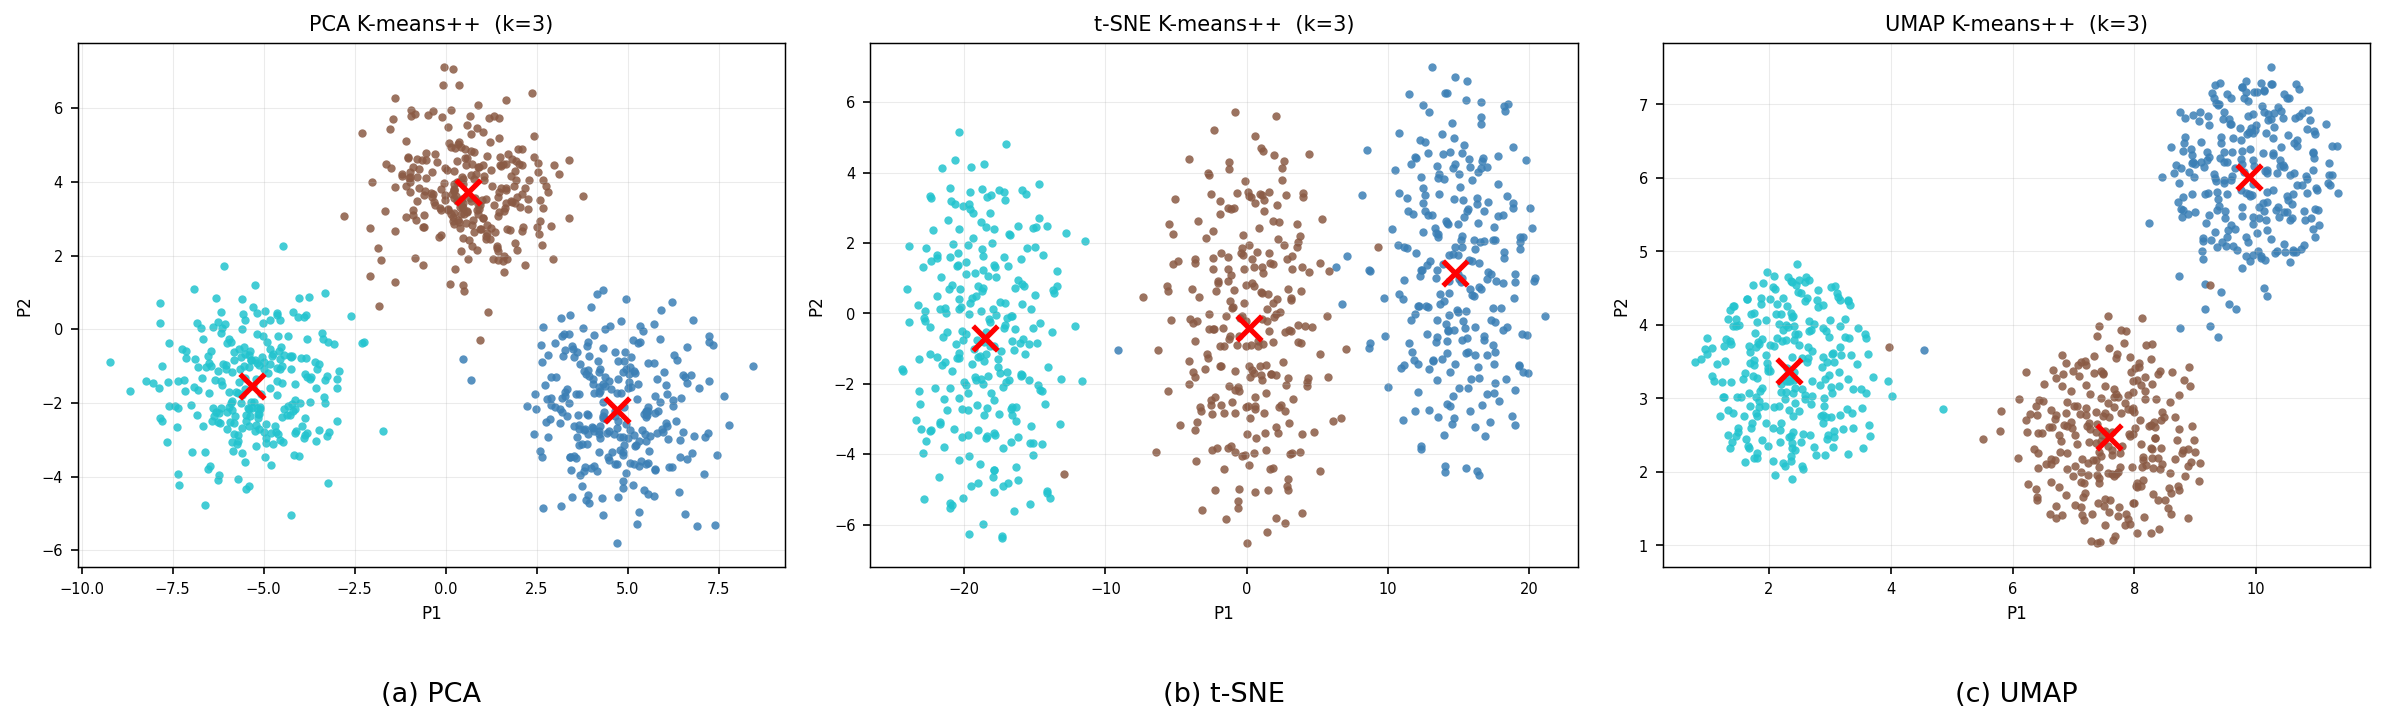 PCA K-means++ (k=3)
6
4
2
0
−2
−4
−6
P2
−10.0 −7.5 −5.0 −2.5 0.0 2.5 5.0 7.5
P1
(a) PCA
t-SNE K-means++ (k=3)
6
4
2
0
−2
−4
−6
P2
−20 −10 0 10 20
P1
(b) t-SNE
UMAP K-means++ (k=3)
7
6
5
4
3
2
1
P2
2 4 6 8 10
P1
(c) UMAP